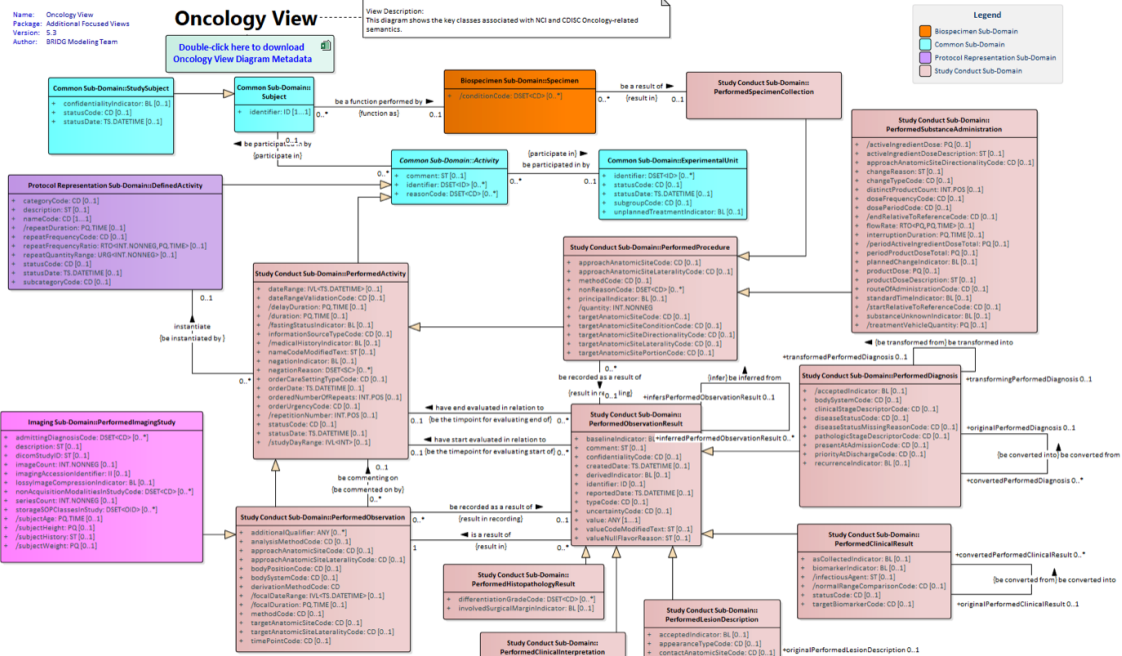 Name: Oncology View
Package: Additional Focused Views
Version: 5.3
Author: BRIDG Modeling Team
Oncology View
View Description:
This diagram shows the key classes associated with NCI and CDISC Oncology-related
semantics.
Double-click here to download
Oncology View Diagram Metadata
Legend
Biospecimen Sub-Domain
Common Sub-Domain
Protocol Representation Sub-Domain
Study Conduct Sub-Domain
Common Sub-Domain::StudySubject
+ confidentialityIndicator: BL [0..1]
+ statusCode: CD [0..1]
+ statusDate: TS.DATETIME [0..1]
Common Sub-Domain::
Subject
+ identifier: ID [1...1]
be a function performed by
{function as}
0..*
0..1
Biospecimen Sub-Domain::Specimen
+ /conditionCode: DSET<CD> [0..*]
be a result of
{result in}
0..*
0..1
Study Conduct Sub-Domain::
PerformedSpecimenCollection
0..1
be participated in by
{participate in}
0..*
Common Sub-Domain::Activity
+ comment: ST [0..1]
+ identifier: DSET<ID> [0..*]
+ reasonCode: DSET<CD> [0..*]
{participate in}
be participated in by
0..*
0..1
Common Sub-Domain::ExperimentalUnit
+ identifier: DSET<ID> [0..*]
+ statusCode: CD [0..1]
+ statusDate: TS.DATETIME [0..1]
+ subgroupCode: CD [0..1]
+ unplannedTreatmentIndicator: BL [0..1]
Study Conduct Sub-Domain::
PerformedSubstanceAdministration
+ /activeIngredientDose: PQ [0..1]
+ activeIngredientDoseDescription: ST [0..1]
+ approachAnatomicSiteDirectionalityCode: CD [0..1]
+ changeReason: ST [0..1]
+ changeTypeCode: CD [0..1]
+ distinctProductCount: INT.POS [0..1]
+ doseFrequencyCode: CD [0..1]
+ dosePeriodCode: CD [0..1]
+ /endRelativeToReferenceCode: CD [0..1]
+ flowRate: RTO<PQ,PQ.TIME> [0..1]
+ interruptionDuration: PQ.TIME [0..1]
+ /periodActiveIngredientDoseTotal: PQ [0..1]
+ periodProductDoseTotal: PQ [0..1]
+ plannedChangeIndicator: BL [0..1]
+ productDose: PQ [0..1]
+ productDoseDescription: ST [0..1]
+ routeOfAdministrationCode: CD [0..1]
+ standardTimeIndicator: BL [0..1]
+ /startRelativeToReferenceCode: CD [0..1]
+ substanceUnknownIndicator: BL [0..1]
+ /treatmentVehicleQuantity: PQ [0..1]
Protocol Representation Sub-Domain::DefinedActivity
+ categoryCode: CD [0..1]
+ description: ST [0..1]
+ nameCode: CD [1...1]
+ /repeatDuration: PQ.TIME [0..1]
+ repeatFrequencyCode: CD [0..1]
+ repeatFrequencyRatio: RTO<INT.NONNEG,PQ.TIME> [0..1]
+ repeatQuantityRange: URG<INT.NONNEG> [0..1]
+ statusCode: CD [0..1]
+ statusDate: TS.DATETIME [0..1]
+ subcategoryCode: CD [0..1]
0..1
instantiate
{be instantiated by }
0..*
Study Conduct Sub-Domain::PerformedActivity
+ dateRange: IVL<TS.DATETIME> [0..1]
+ dateRangeValidationCode: CD [0..1]
+ /delayDuration: PQ.TIME [0..1]
+ /duration: PQ.TIME [0..1]
+ /fastingStatusIndicator: BL [0..1]
+ informationSourceTypeCode: CD [0..1]
+ /medicalHistoryIndicator: BL [0..1]
+ nameCodeModifiedText: ST [0..1]
+ negationIndicator: BL [0..1]
+ negationReason: DSET<SC> [0..*]
+ orderCareSettingTypeCode: CD [0..1]
+ orderDate: TS.DATETIME [0..1]
+ orderedNumberOfRepeats: INT.POS [0..1]
+ orderUrgencyCode: CD [0..1]
+ /repetitionNumber: INT.POS [0..1]
+ statusCode: CD [0..1]
+ statusDate: TS.DATETIME [0..1]
+ /studyDayRange: IVL<INT> [0..1]
Study Conduct Sub-Domain::PerformedProcedure
+ approachAnatomicSiteCode: CD [0..1]
+ approachAnatomicSiteLateralityCode: CD [0..1]
+ methodCode: CD [0..1]
+ nonReasonCode: DSET<CD> [0..*]
+ principalIndicator: BL [0..1]
+ /quantity: INT.NONNEG
+ targetAnatomicSiteCode: CD [0..1]
+ targetAnatomicSiteConditionCode: CD [0..1]
+ targetAnatomicSiteDirectionalityCode: CD [0..1]
+ targetAnatomicSiteLateralityCode: CD [0..1]
+ targetAnatomicSitePortionCode: CD [0..1]
0..*
be recorded as a result of
{infer} be inferred from
+infersPerformedObservationResult 0..1
{be transformed from} be transformed into
+transformedPerformedDiagnosis 0..1
+transformingPerformedDiagnosis 0..1
Study Conduct Sub-Domain::PerformedDiagnosis
+ /acceptedIndicator: BL [0..1]
+ bodySystemCode: CD [0..1]
+ clinicalStageDescriptorCode: CD [0..1]
+ diseaseStatusCode: CD [0..1]
+ diseaseStatusMissingReasonCode: CD [0..1]
+ pathologicStageDescriptorCode: CD [0..1]
+ presentAtAdmissionCode: CD [0..1]
+ priorityAtDischargeCode: CD [0..1]
+ recurrenceIndicator: BL [0..1]
+originalPerformedDiagnosis 0..1
{be converted into} be converted from
+convertedPerformedDiagnosis 0..*
have end evaluated in relation to
0..1 {be the timepoint for evaluating end of} 0..*
have start evaluated in relation to
0..1 {be the timepoint for evaluating start of} 0..*
Study Conduct Sub-Domain::
PerformedObservationResult
+ baselineIndicator: BL
+inferredPerformedObservationResult 0..*
+ comment: ST [0..1]
+ confidentialityCode: CD [0..1]
+ createdDate: TS.DATETIME [0..1]
+ derivedIndicator: BL [0..1]
+ identifier: ID [0..1]
+ reportedDate: TS.DATETIME [0..1]
+ typeCode: CD [0..1]
+ uncertaintyCode: CD [0..1]
+ value: ANY [1...1]
+ valueCodeModifiedText: ST [0..1]
+ valueNullFlavorReason: ST [0..1]
Imaging Sub-Domain::PerformedImagingStudy
+ admittingDiagnosisCode: DSET<CD> [0..*]
+ description: ST [0..1]
+ dicomStudyID: ST [0..1]
+ imageCount: INT.NONNEG [0..1]
+ imagingAccessionIdentifier: II [0..1]
+ lossyImageCompressionIndicator: BL [0..1]
+ nonAcquisitionModalitiesInStudyCode: DSET<CD> [0..*]
+ seriesCount: INT.NONNEG [0..1]
+ storageSOPClassesInStudy: DSET<OID> [0..*]
+ /subjectAge: PQ.TIME [0..1]
+ /subjectHeight: PQ [0..1]
+ /subjectHistory: ST [0..1]
+ /subjectWeight: PQ [0..1]
0..1
be commenting on
{be commented on by}
0..*
Study Conduct Sub-Domain::PerformedObservation
+ additionalQualifier: ANY [0..*]
+ analysisMethodCode: CD [0..1]
+ approachAnatomicSiteCode: CD [0..1]
+ approachAnatomicSiteLateralityCode: CD [0..1]
+ bodyPositionCode: CD [0..1]
+ bodySystemCode: CD [0..1]
+ derivationMethodCode: CD
+ /focalDateRange: IVL<TS.DATETIME> [0..1]
+ /focalDuration: PQ.TIME [0..1]
+ methodCode: CD [0..1]
+ targetAnatomicSiteCode: CD [0..1]
+ targetAnatomicSiteLateralityCode: CD [0..1]
+ timePointCode: CD [0..1]
be recorded as a result of
0..* {result in recording} 0..1
is a result of
1 {result in} 0..*
Study Conduct Sub-Domain::
PerformedHistopathologyResult
+ differentiationGradeCode: DSET<CD> [0..*]
+ involvedSurgicalMarginIndicator: BL [0..1]
Study Conduct Sub-Domain::
PerformedClinicalResult
+ asCollectedIndicator: BL [0..1]
+ biomarkerIndicator: BL [0..1]
+ /infectiousAgent: ST [0..1]
+ /normalRangeComparisonCode: CD [0..1]
+ statusCode: CD [0..1]
+ targetBiomarkerCode: CD [0..1]
+convertedPerformedClinicalResult 0..*
{be converted from} be converted into
+originalPerformedClinicalResult 0..1
Study Conduct Sub-Domain::
PerformedLesionDescription
+ acceptedIndicator: BL [0..1]
+ appearanceTypeCode: CD [0..1]
+ contactAnatomicSiteCode: CD [0..1]
+originalPerformedLesionDescription 0..1
Study Conduct Sub-Domain::
PerformedClinicalInterpretation